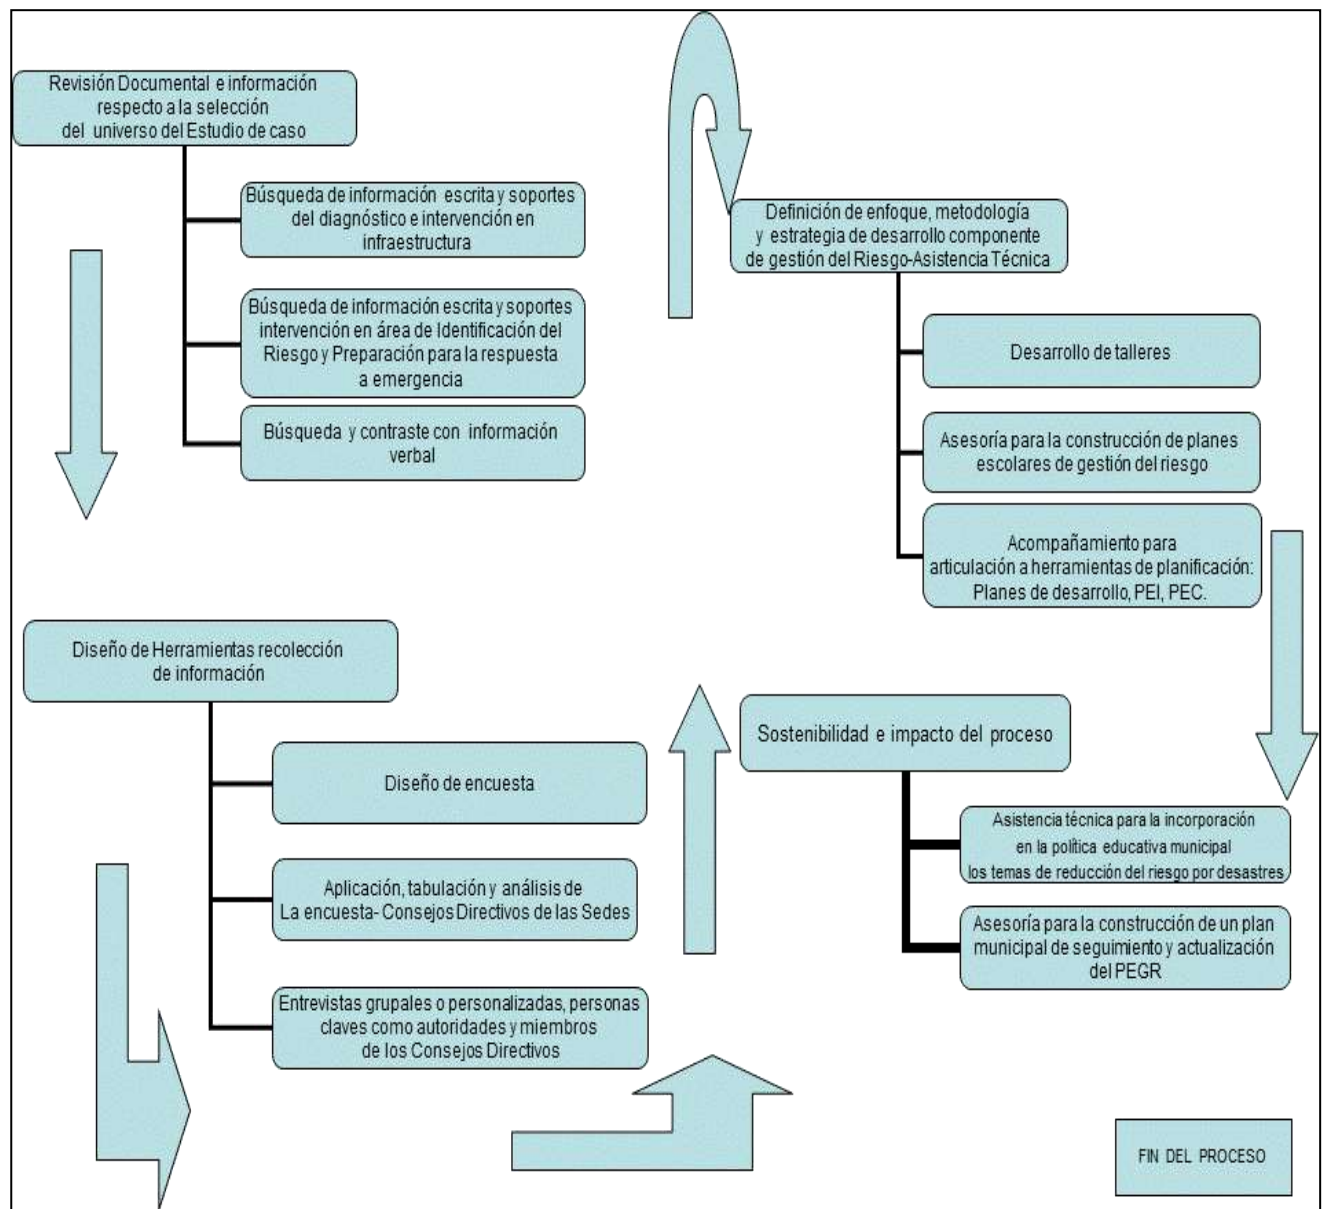 Revisión Documental e información
respecto a la selección
del universo del Estudio de caso
Búsqueda de información escrita y soportes
del diagnóstico e intervención en
infraestructura
Búsqueda de información escrita y soportes
intervención en área de Identificación del
Riesgo y Preparación para la respuesta
a emergencia
Búsqueda y contraste con información
verbal
Diseño de Herramientas recolección
de información
Diseño de encuesta
Aplicación, tabulación y análisis de
La encuesta- Consejos Directivos de las Sedes
Entrevistas grupales o personalizadas, personas
claves como autoridades y miembros
de los Consejos Directivos
Definición de enfoque, metodología
y estrategia de desarrollo componente
de gestión del Riesgo-Asistencia Técnica
Desarrollo de talleres
Asesoría para la construcción de planes
escolares de gestión del riesgo
Acompañamiento para
articulación a herramientas de planificación:
Planes de desarrollo, PEI, PEC.
Sostenibilidad e impacto del proceso
Asistencia técnica para la incorporación
en la política educativa municipal
los temas de reducción del riesgo por desastres
Asesoría para la construcción de un plan
municipal de seguimiento y actualización
del PEGR
FIN DEL PROCESO